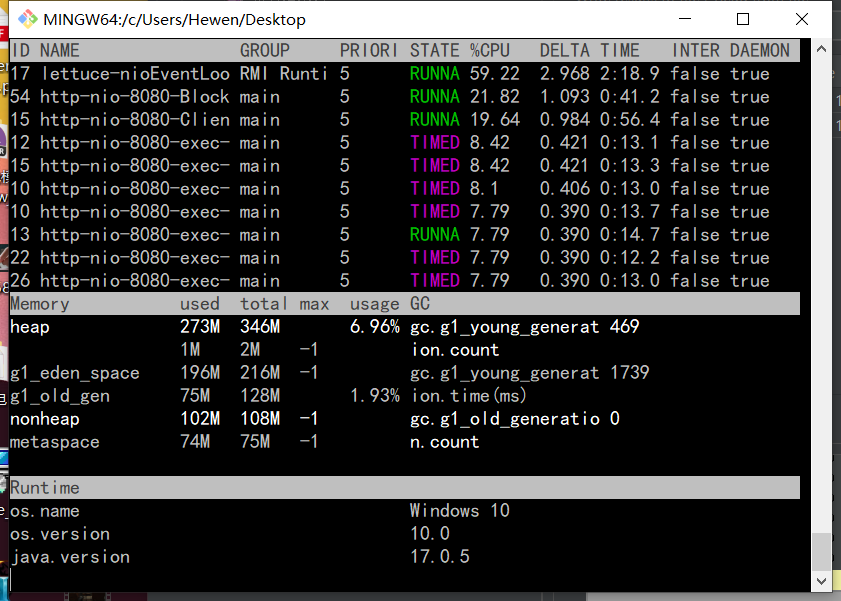 MINGW64:/c/Users/Hewen/Desktop
ID NAME GROUP PRIORI STATE %CPU DELTA TIME INTER DAEMON
17 lettuce-nioEventLoo RMI Runti 5 RUNNA 59.22 2.968 2:18.9 false true
54 http-nio-8080-Block main 5 RUNNA 21.82 1.093 0:41.2 false true
15 http-nio-8080-Clien main 5 RUNNA 19.64 0.984 0:56.4 false true
12 http-nio-8080-exec- main 5 TIMED 8.42 0.421 0:13.1 false true
15 http-nio-8080-exec- main 5 TIMED 8.42 0.421 0:13.3 false true
10 http-nio-8080-exec- main 5 TIMED 8.1 0.406 0:13.0 false true
10 http-nio-8080-exec- main 5 TIMED 7.79 0.390 0:13.7 false true
13 http-nio-8080-exec- main 5 RUNNA 7.79 0.390 0:14.7 false true
22 http-nio-8080-exec- main 5 TIMED 7.79 0.390 0:12.2 false true
26 http-nio-8080-exec- main 5 TIMED 7.79 0.390 0:13.0 false true
Memory used total max usage GC
heap 273M 346M 6.96% gc.g1_young_generat 469
1M 2M -1 ion.count
g1_eden_space 196M 216M -1 gc.g1_young_generat 1739
g1_old_gen 75M 128M 1.93% ion.time(ms)
nonheap 102M 108M -1 gc.g1_old_generatio 0
metaspace 74M 75M -1 n.count
Runtime
os.name Windows 10
os.version 10.0
java.version 17.0.5